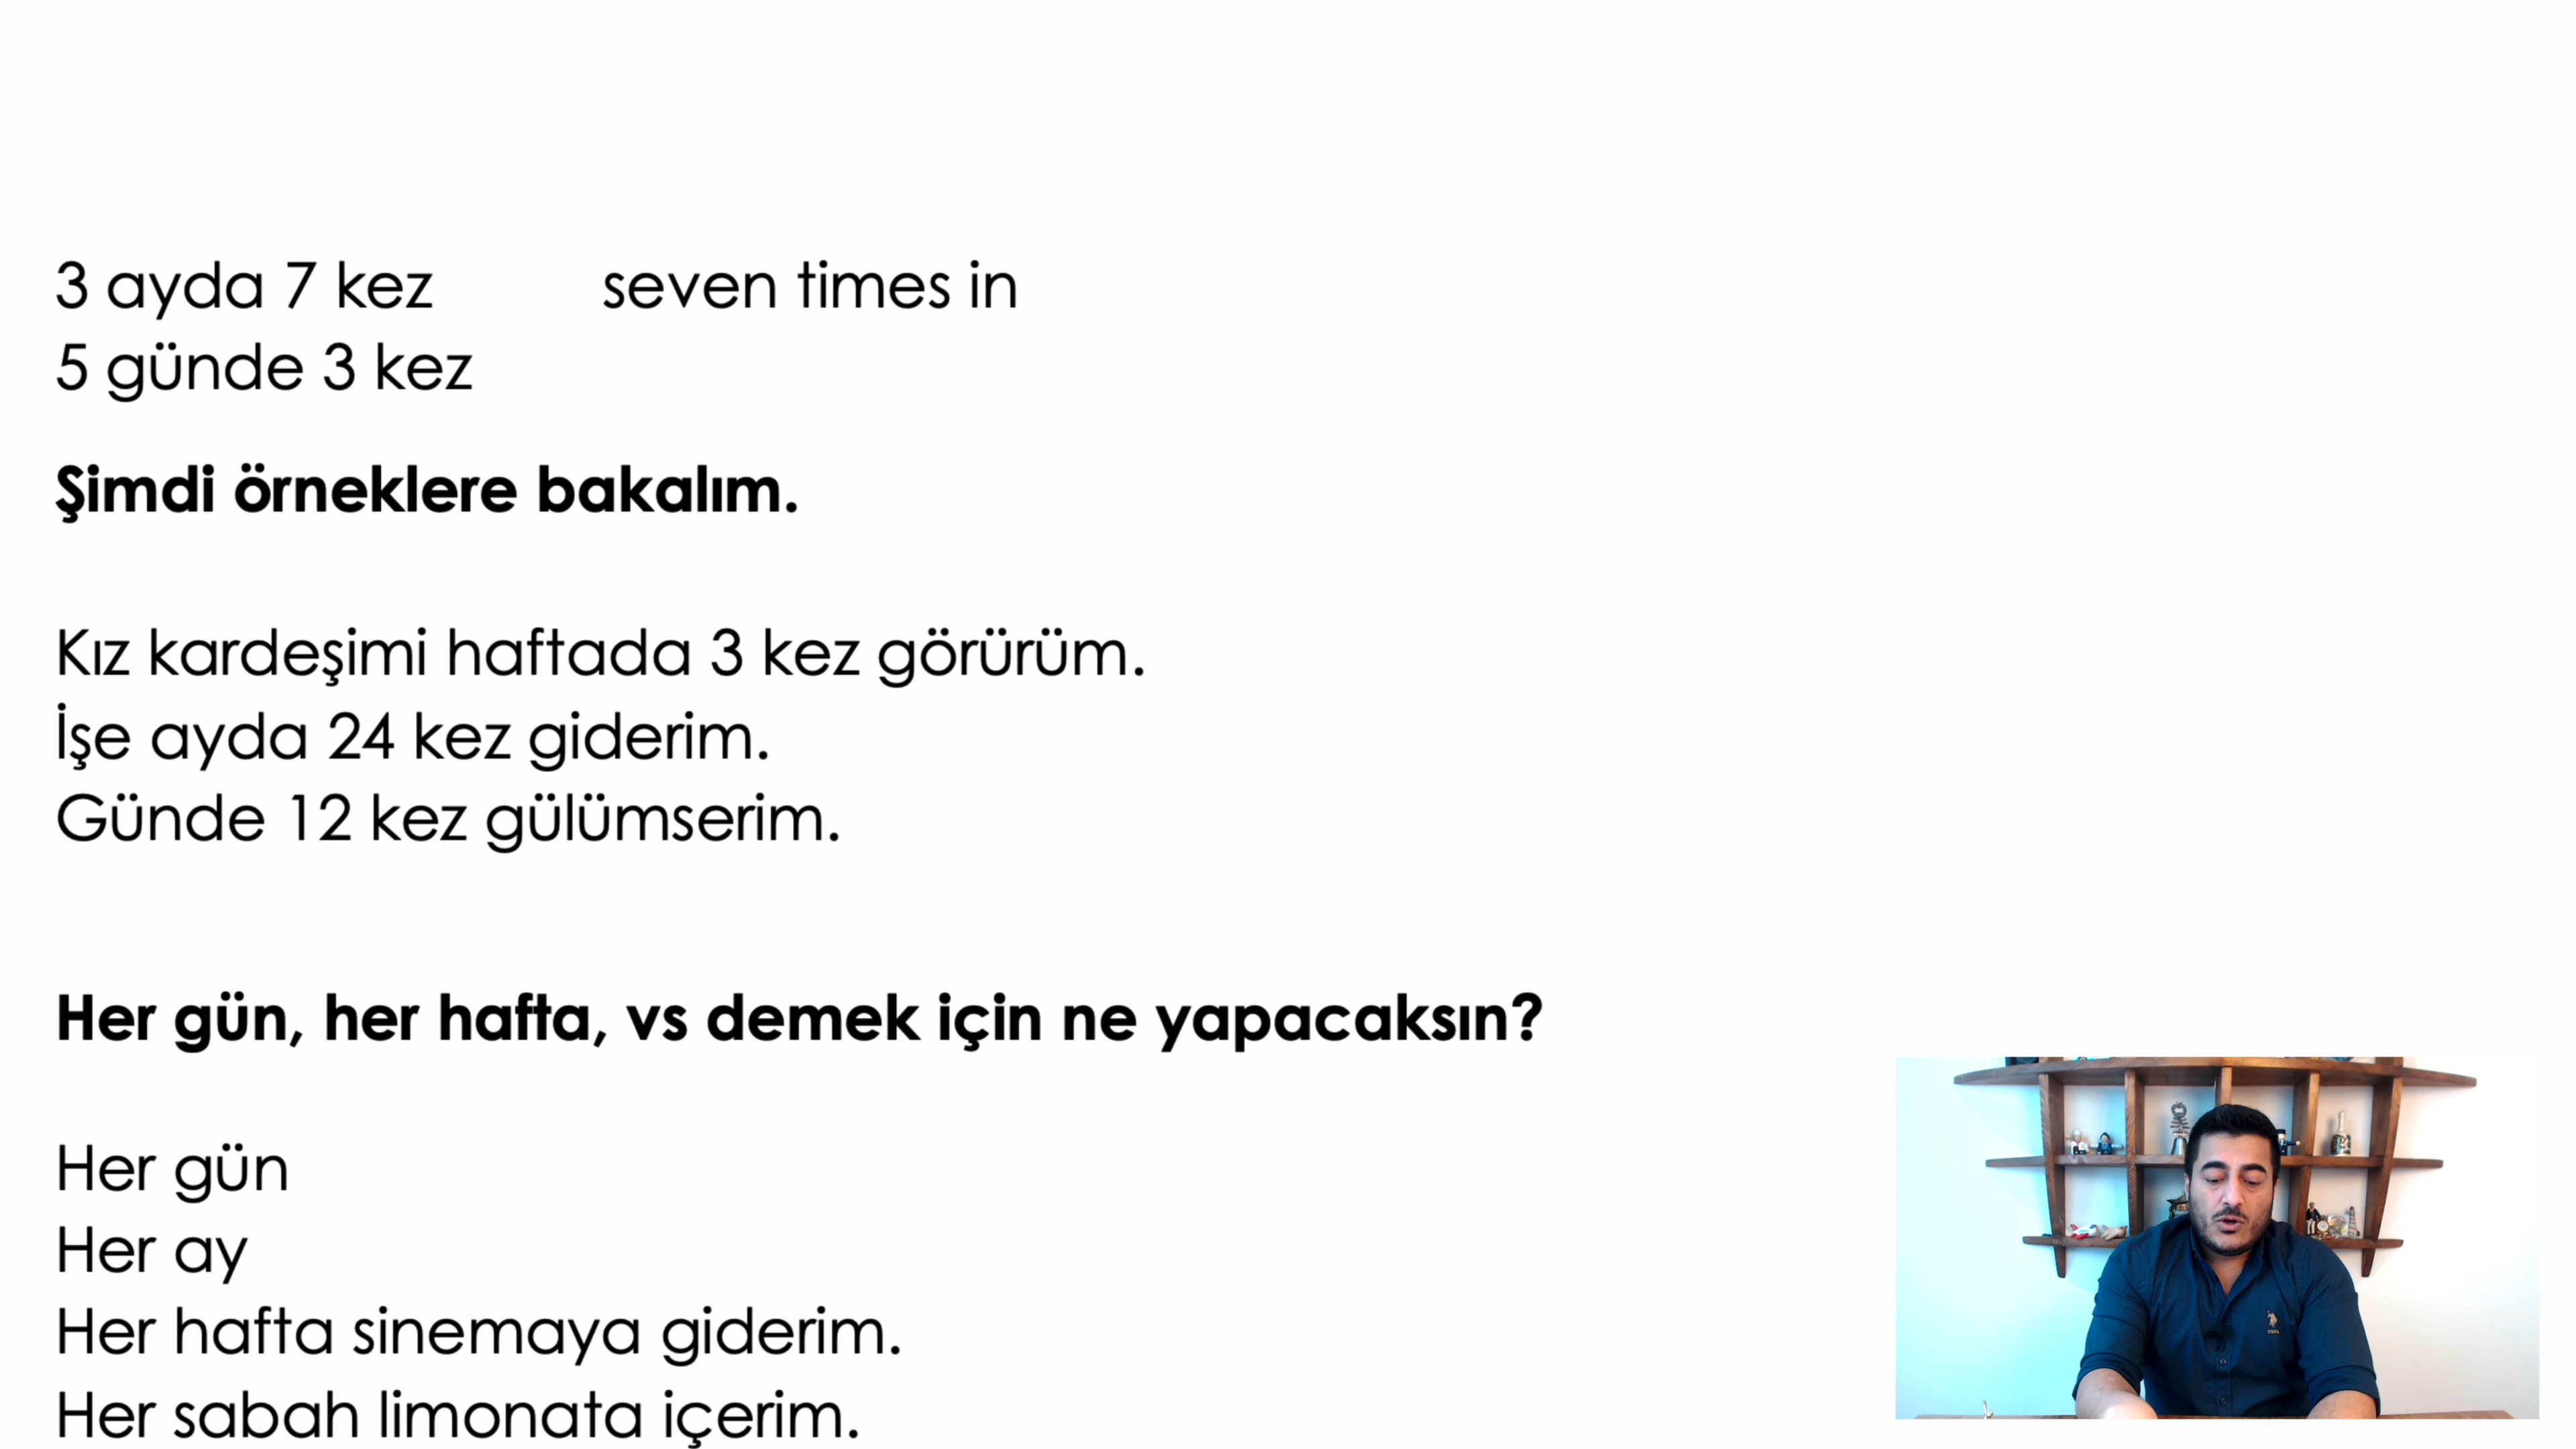 3 ayda 7 kez seven times in
5 günde 3 kez
Şimdi örneklere bakalım.
Kız kardeşimi haftada 3 kez görürüm.
İşe ayda 24 kez giderim.
Günde 12 kez gülümserim.
Her gün, her hafta, vs demek için ne yapacaksın?
Her gün
Her ay
Her hafta sinemaya giderim.
Her sabah limonata içerim.